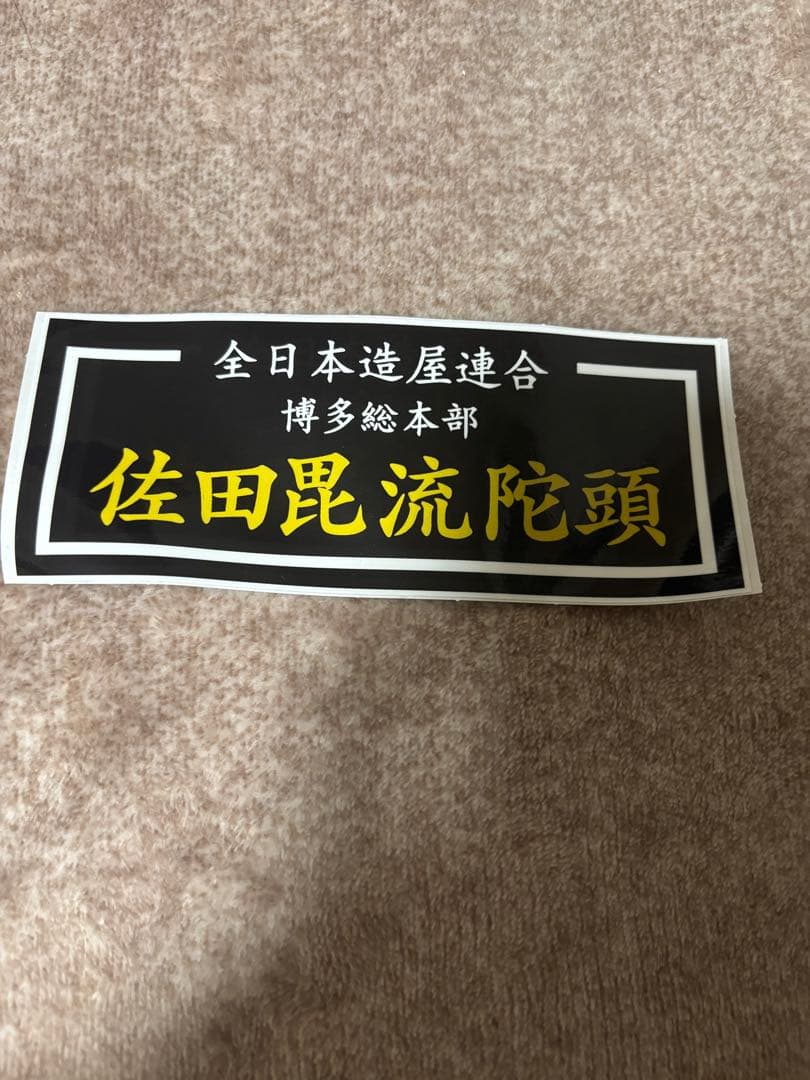 全日本造屋連合
博多総本部
佐田毘流陀頭